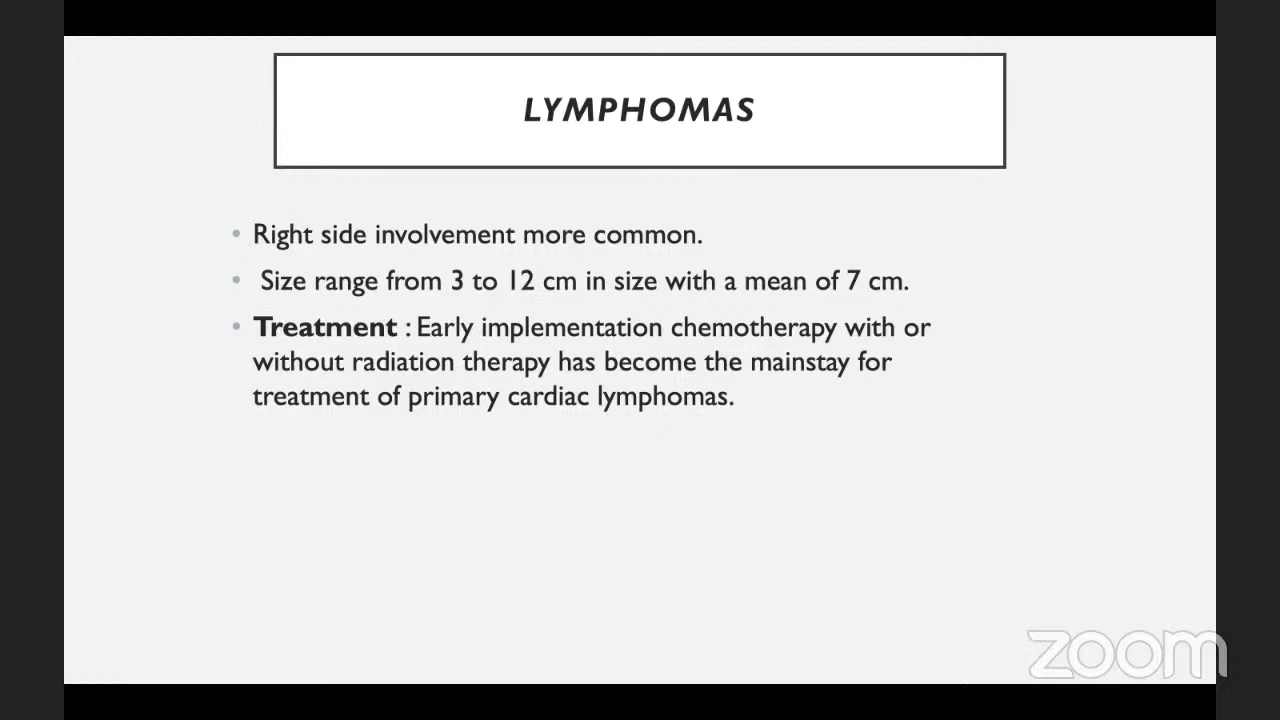 LYMPHOMAS
• Right side involvement more common.
• Size range from 3 to 12 cm in size with a mean of 7 cm.
• Treatment : Early implementation chemotherapy with or
without radiation therapy has become the mainstay for
treatment of primary cardiac lymphomas.
zoom